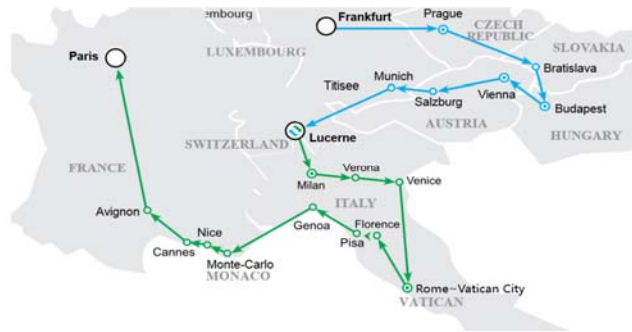 embourg
Frankfurt
Prague
CZECH
REPUBLIC
SLOVAKIA
LUXEMBOURG
Paris
Bratislava
Munich
Titisee
Vienna
Salzburg
Budapest
AUSTRIA
HUNGARY
SWITZERLAND
Lucerne
FRANCE
Verona
Milan
Venice
ITALY
Avignon
Genoa
Florence
Pisa
Nice
Cannes
Monte-Carlo
MONACO
Rome~Vatican City
VATICAN